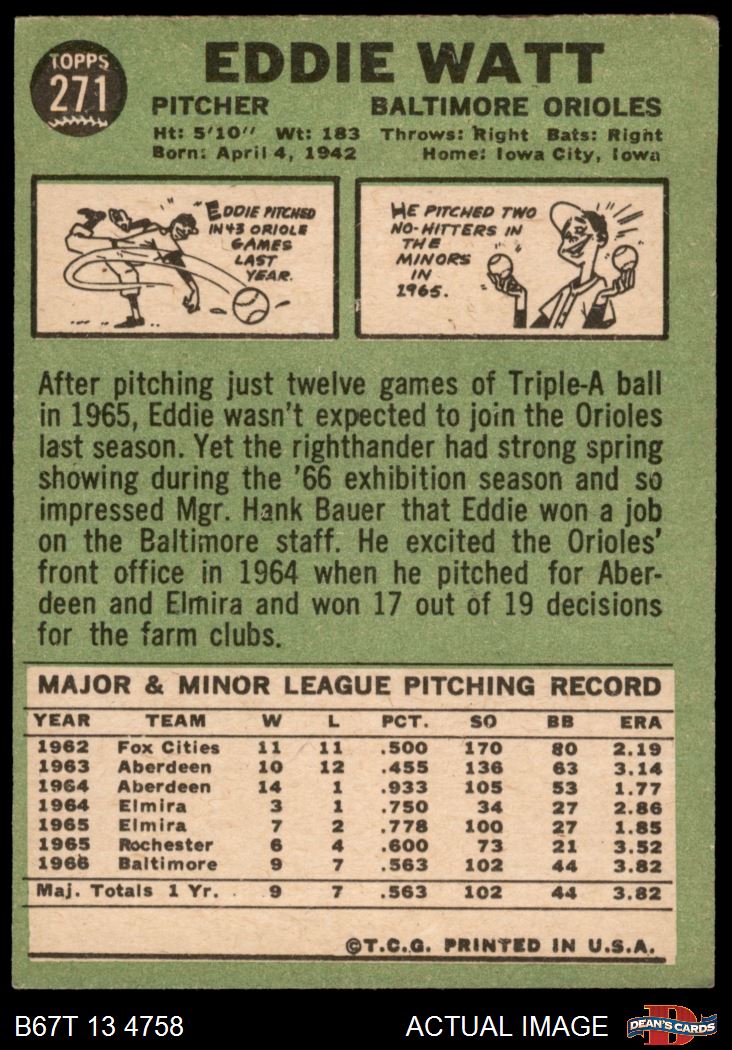 TOPPS
271
EDDIE WATT
PITCHER BALTIMORE ORIOLES
Ht: 5'10" Wt: 183 Throws: Right Bats: Right
Born: April 4, 1942 Home: Iowa City, Iowa
EDDIE PITCHED
IN 43 ORIOLE
GAMES
LAST
YEAR.
HE PITCHED TWO
NO-HITTERS IN
THE
MINORS
IN
1965.
After pitching just twelve games of Triple-A ball
in 1965, Eddie wasn't expected to join the Orioles
last season. Yet the righthander had strong spring
showing during the '66 exhibition season and so
impressed Mgr. Hank Bauer that Eddie won a job
on the Baltimore staff. He excited the Orioles'
front office in 1964 when he pitched for Aber-
deen and Elmira and won 17 out of 19 decisions
for the farm clubs.
MAJOR & MINOR LEAGUE PITCHING RECORD
YEAR TEAM W L PCT. SO BB ERA
1962 Fox Cities 11 11 .500 170 80 2.19
1963 Aberdeen 10 12 .455 136 63 3.14
1964 Aberdeen 14 1 .933 105 53 1.77
1964 Elmira 3 1 .750 34 27 2.86
1965 Elmira 7 2 .778 100 27 1.85
1965 Rochester 6 4 .600 73 21 3.52
1966 Baltimore 9 7 .563 102 44 3.82
Maj. Totals 1 Yr. 9 7 .563 102 44 3.82
©T.C.G. PRINTED IN U.S.A.
B67T 13 4758 ACTUAL IMAGE
D
DEAN'S CARDS